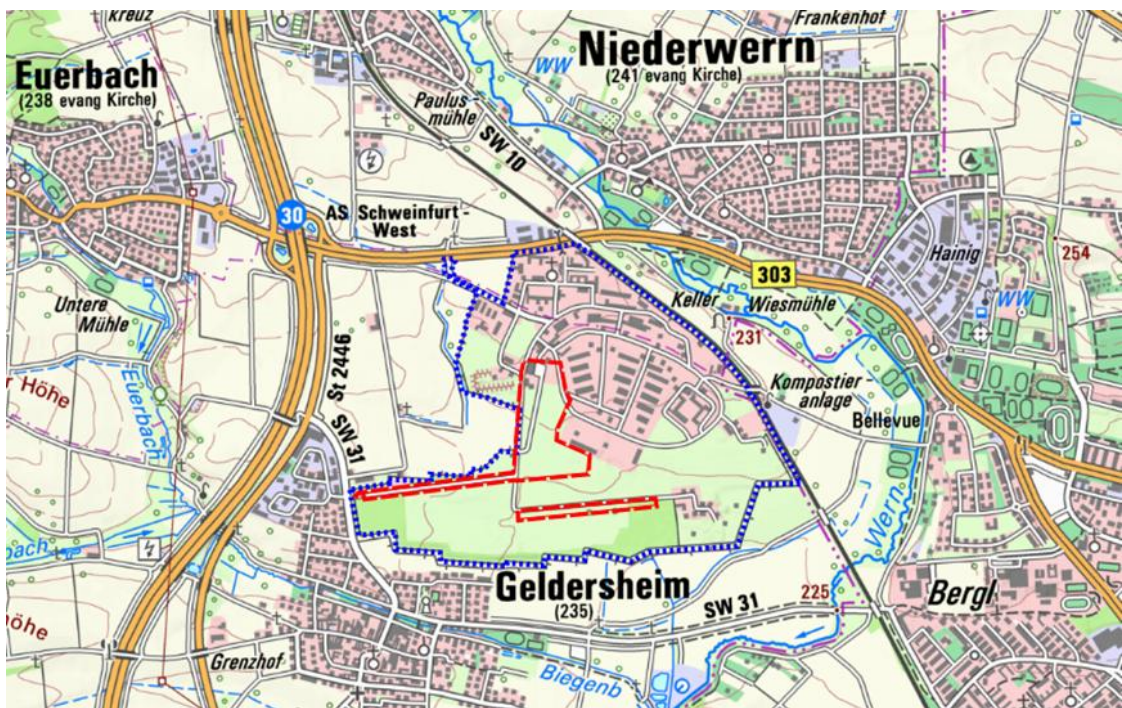 Kreuz
Frankenhof
Euerbach
(238 evang Kirche)
WW
Niederwerrn
(241 evang Kirche)
Paulus-
mühle
SW 10
30
AS Schweinfurt-
West
Hainig
254
303
WW
Untere
Mühle
Keller
Wiesmühle
231
r Höhe
Euerbach
St 2446
SW 31
Kompostier-
anlage
Bellevue
Wern
bach
Geldersheim
(235)
SW 31
225
Bergl
höhe
Grenzhof
Biegenb